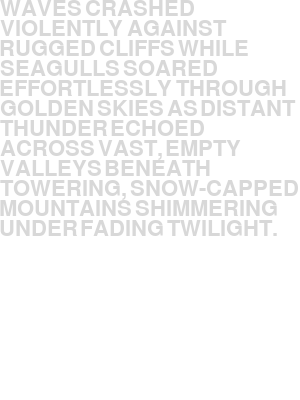 WAVES CRASHED
VIOLENTLY AGAINST
RUGGED CLIFFS WHILE
SEAGULLS SOARED
EFFORTLESSLY THROUGH
GOLDEN SKIES AS DISTANT
THUNDER ECHOED
ACROSS VAST, EMPTY
VALLEYS BENEATH
TOWERING, SNOW-CAPPED
MOUNTAINS SHIMMERING
UNDER FADING TWILIGHT.